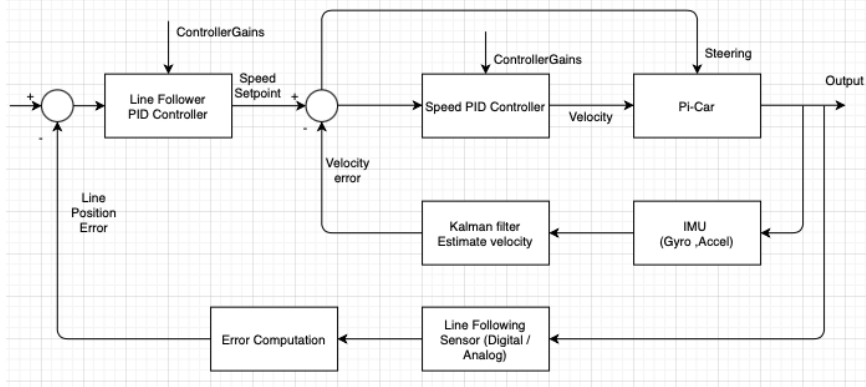 ControllerGains
Steering
ControllerGains
Output
+
Line Follower
PID Controller
Speed
Setpoint
+
Speed PID Controller
Velocity
Pi-Car
-
-
Velocity
error
Line
Position
Error
Kalman filter
Estimate velocity
IMU
(Gyro ,Accel)
Error Computation
Line Following
Sensor (Digital /
Analog)